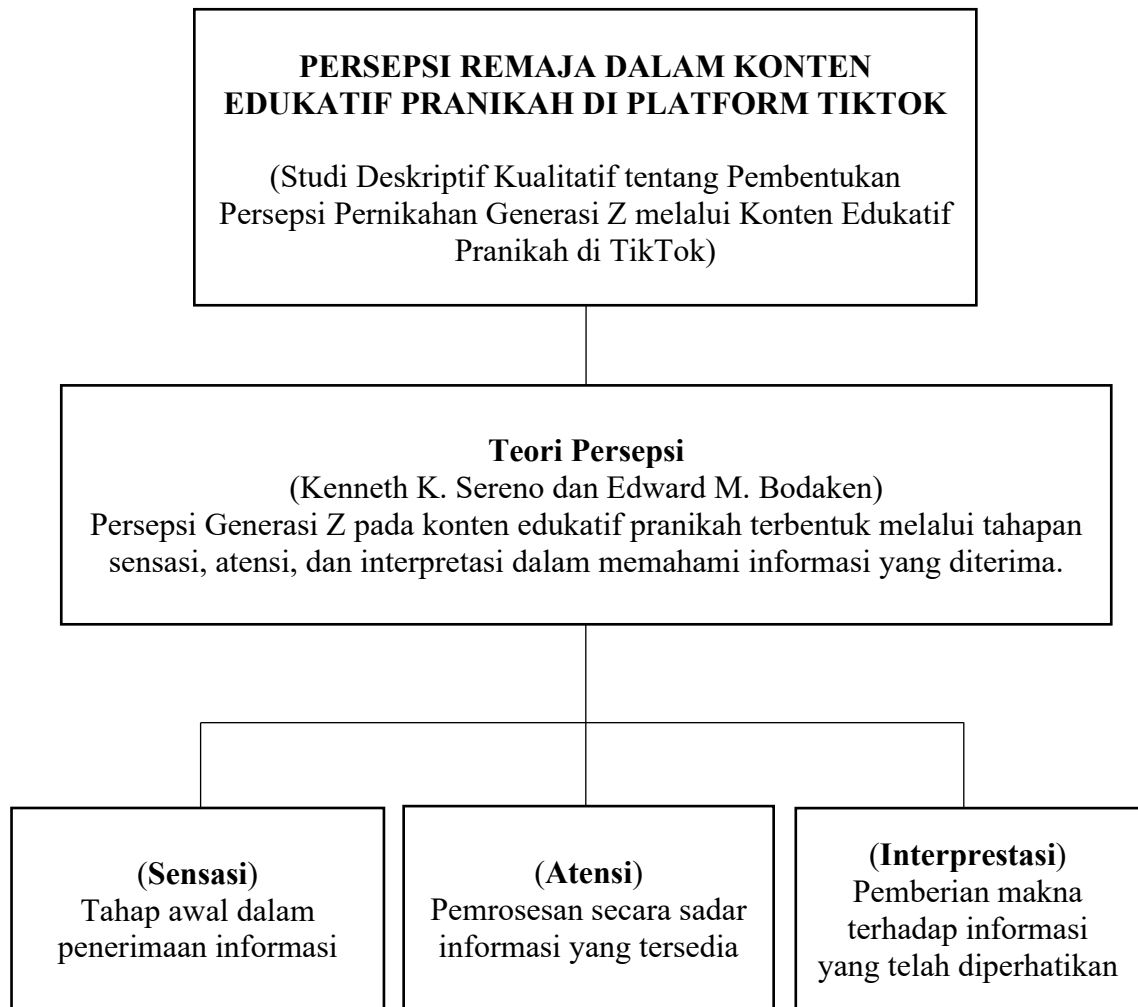 PERSEPSI REMAJA DALAM KONTEN
EDUKATIF PRANIKAH DI PLATFORM TIKTOK
(Studi Deskriptif Kualitatif tentang Pembentukan
Persepsi Pernikahan Generasi Z melalui Konten Edukatif
Pranikah di TikTok)
Teori Persepsi
(Kenneth K. Sereno dan Edward M. Bodaken)
Persepsi Generasi Z pada konten edukatif pranikah terbentuk melalui tahapan
sensasi, atensi, dan interpretasi dalam memahami informasi yang diterima.
(Sensasi)
Tahap awal dalam
penerimaan informasi
(Atensi)
Pemrosesan secara sadar
informasi yang tersedia
(Interprestasi)
Pemberian makna
terhadap informasi
yang telah diperhatikan